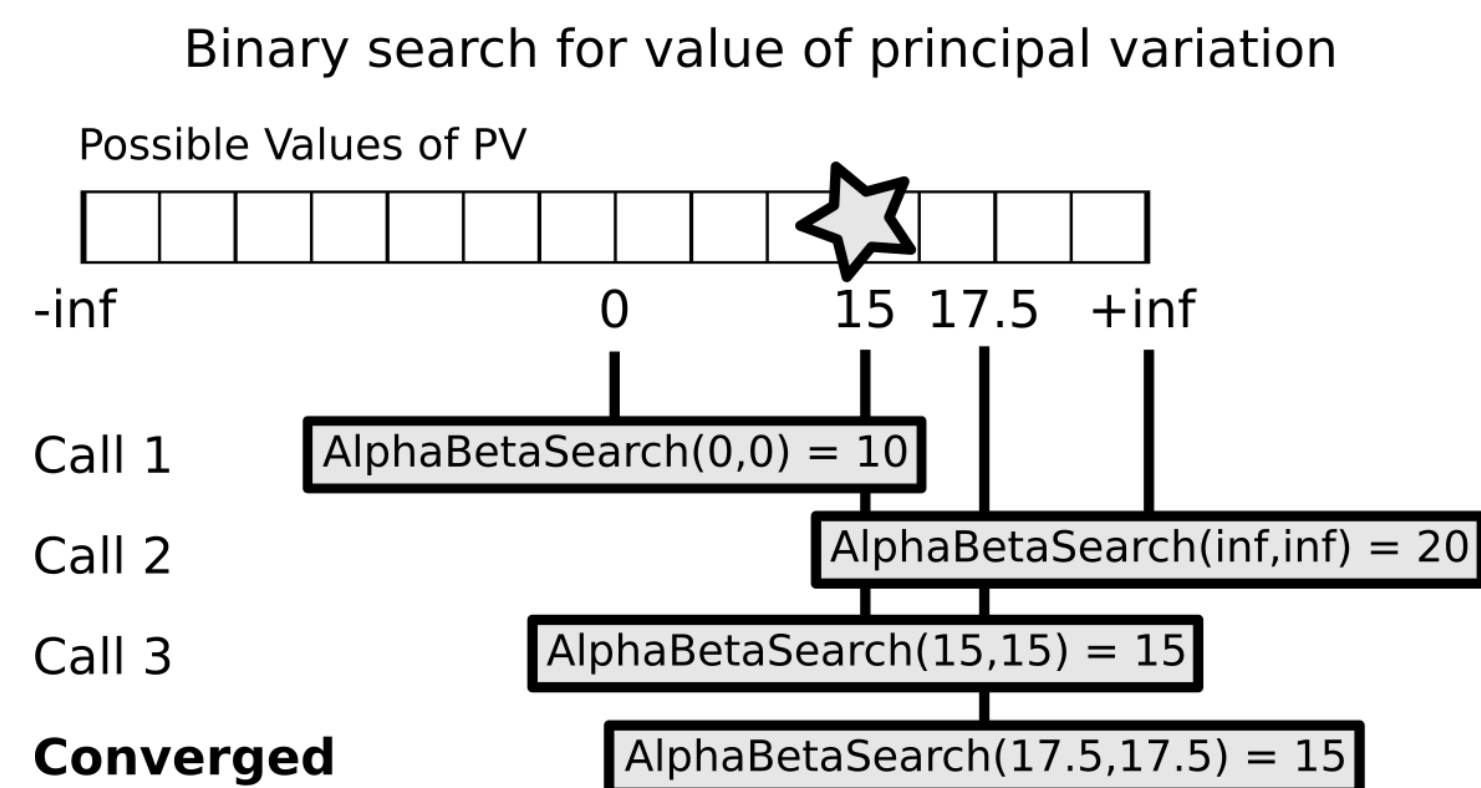 Binary search for value of principal variation
Possible Values of PV
-inf 0 15 17.5 +inf
Call 1 AlphaBetaSearch(0,0) = 10
Call 2 AlphaBetaSearch(inf,inf) = 20
Call 3 AlphaBetaSearch(15,15) = 15
Converged AlphaBetaSearch(17.5,17.5) = 15